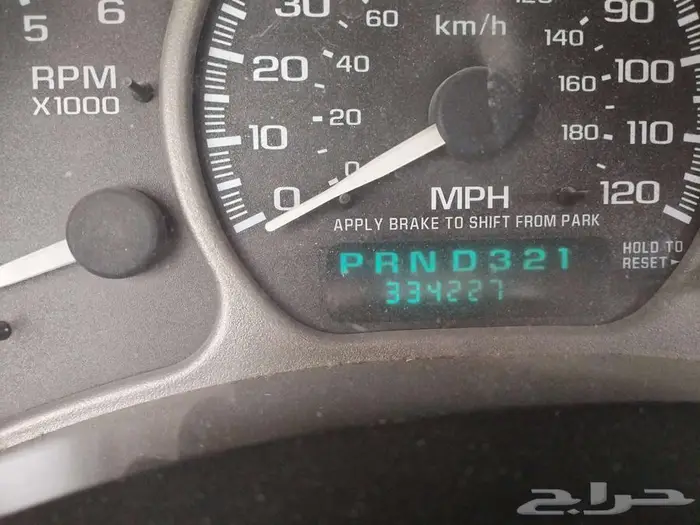 5 6
RPM
X1000
30 60 km/h 120 90
20 40 140 100
160
10 20 180 110
0 0 MPH 120
APPLY BRAKE TO SHIFT FROM PARK
PRND321
334227
HOLD TO
RESET
حراج